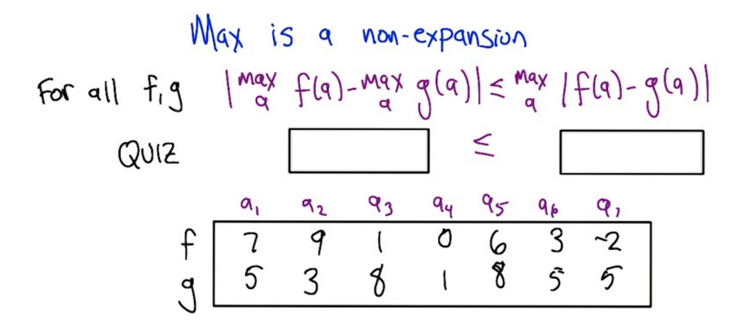 Max is a non-expansion
For all f,g |max a f(a)-max a g(a)| ≤ max a |f(a)-g(a)|
QUIZ ≤
a₁ a₂ a₃ a₄ a₅ a₆ a₇
f 7 9 1 0 6 3 -2
g 5 3 8 1 8 5 5